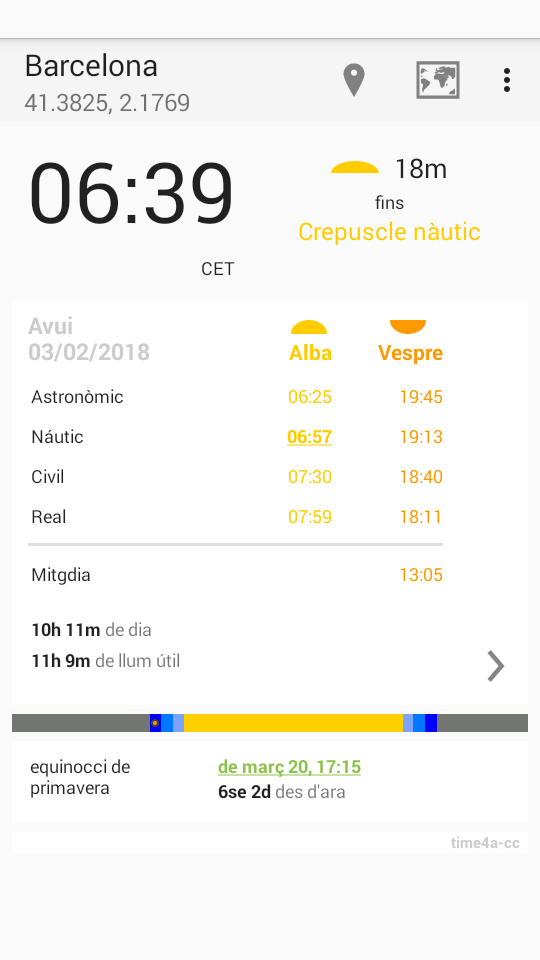 Barcelona
41.3825, 2.1769
06:39
CET
18m
fins
Crepuscle nàutic
Avui
03/02/2018
Alba Vespre
Astronòmic 06:25 19:45
Náutic 06:57 19:13
Civil 07:30 18:40
Real 07:59 18:11
Mitgdia 13:05
10h 11m de dia
11h 9m de llum útil
equinocci de
primavera
de març 20, 17:15
6se 2d des d'ara
time4a-cc